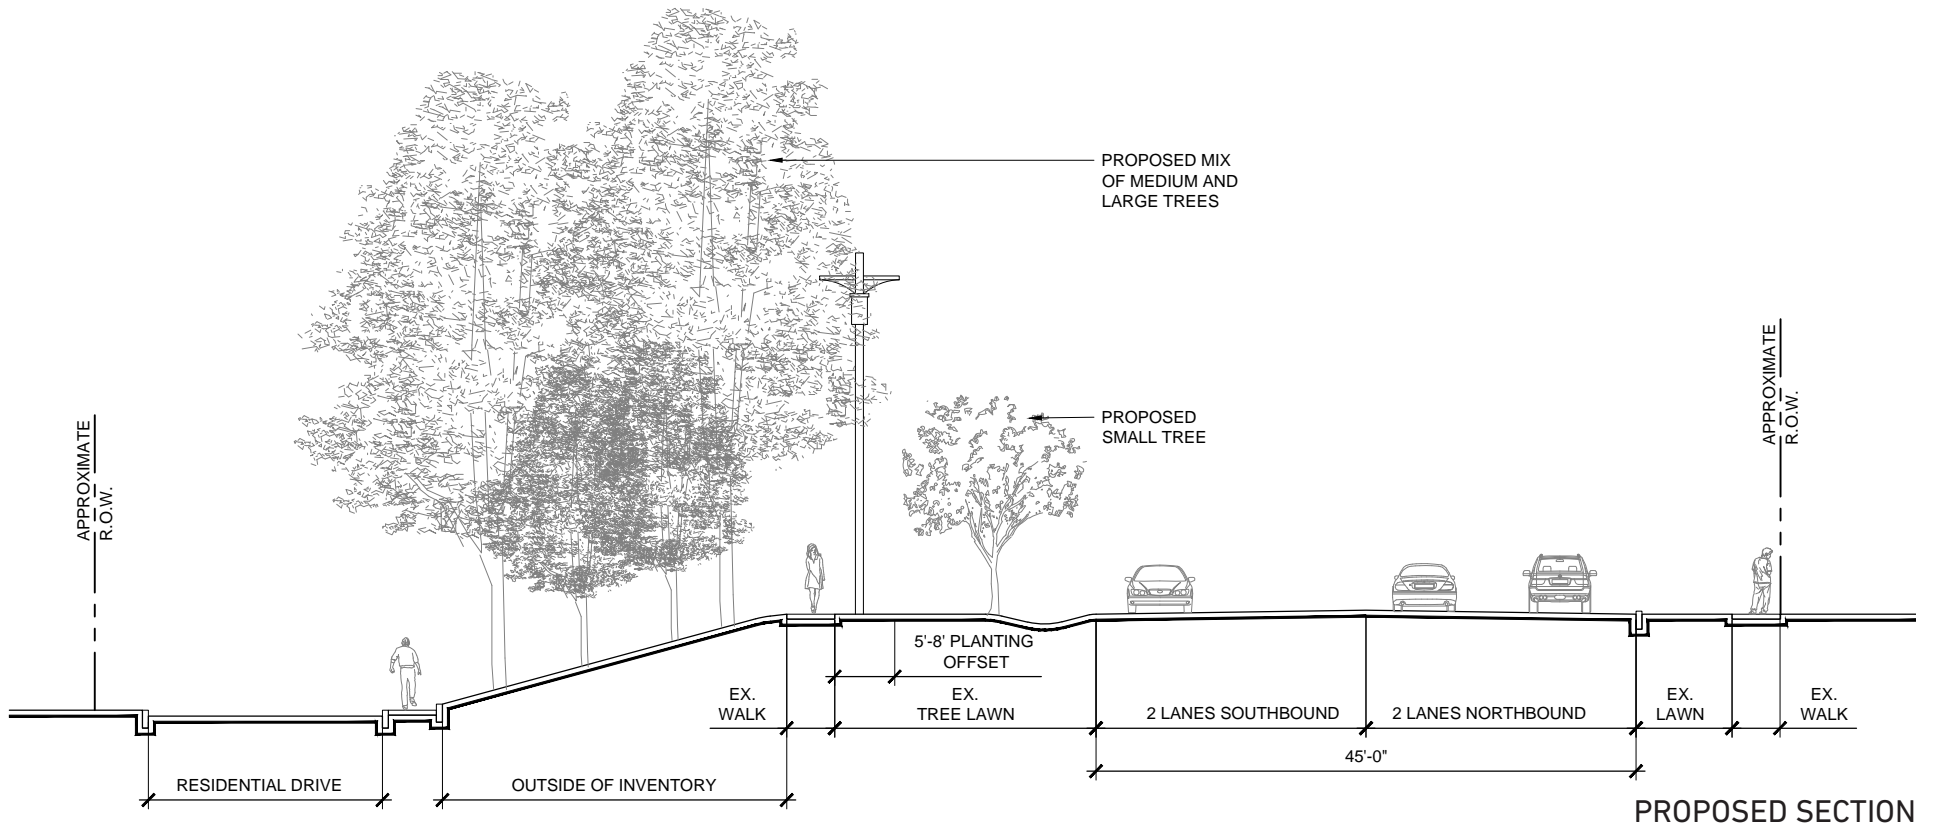 PROPOSED MIX
OF MEDIUM AND
LARGE TREES
APPROXIMATE
R.O.W.
PROPOSED
SMALL TREE
APPROXIMATE
R.O.W.
5'-8' PLANTING
OFFSET
EX.
WALK
EX.
TREE LAWN
2 LANES SOUTHBOUND
2 LANES NORTHBOUND
EX.
LAWN
EX.
WALK
45'-0"
RESIDENTIAL DRIVE
OUTSIDE OF INVENTORY
PROPOSED SECTION